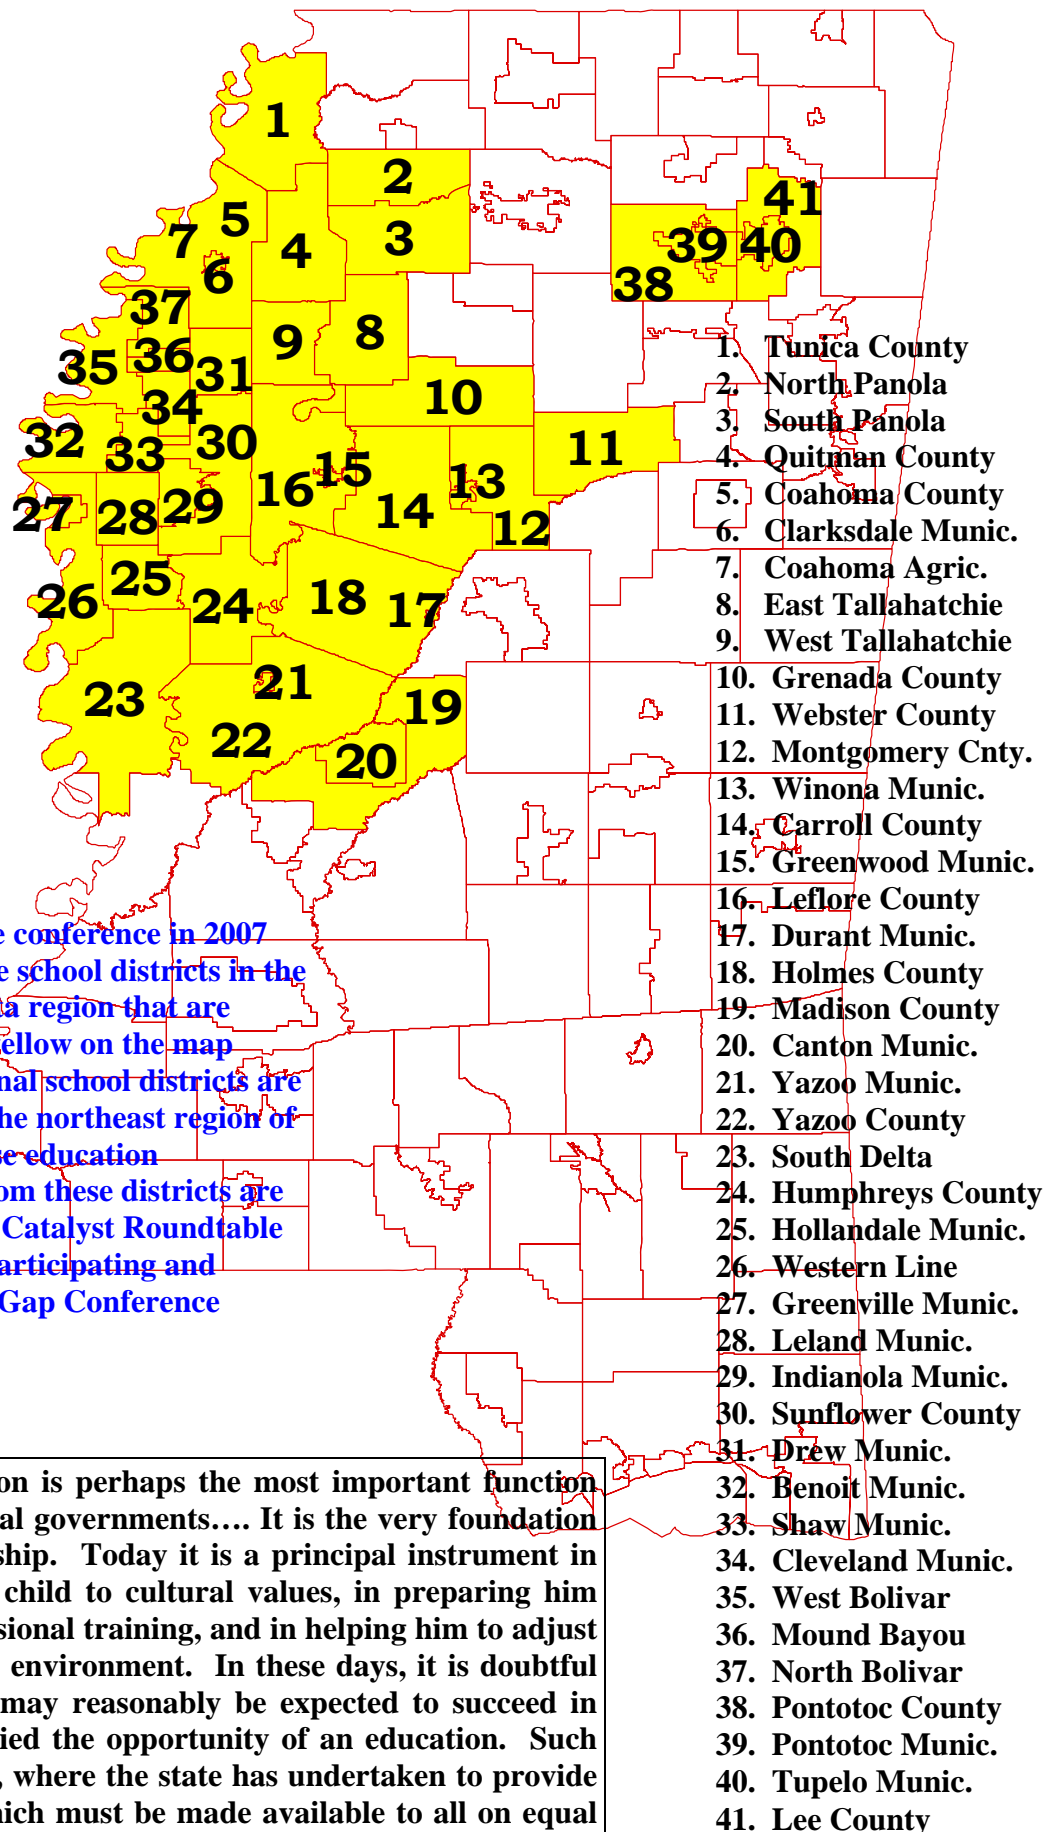 1
2
41
5
7
3
39
40
4
6
38
37
8
9
36
35
31
10
34
32
30
33
11
15
13
16
29
27
28
14
12
25
18
26
24
17
21
23
19
22
20
1. Tunica County
2. North Panola
3. South Panola
4. Quitman County
5. Coahoma County
6. Clarksdale Munic.
7. Coahoma Agric.
8. East Tallahatchie
9. West Tallahatchie
10. Grenada County
11. Webster County
12. Montgomery Cnty.
13. Winona Munic.
14. Carroll County
15. Greenwood Munic.
16. Leflore County
17. Durant Munic.
18. Holmes County
19. Madison County
20. Canton Munic.
21. Yazoo Munic.
22. Yazoo County
23. South Delta
24. Humphreys County
25. Hollandale Munic.
26. Western Line
27. Greenville Munic.
28. Leland Munic.
29. Indianola Munic.
30. Sunflower County
31. Drew Munic.
32. Benoit Munic.
33. Shaw Munic.
34. Cleveland Munic.
35. West Bolivar
36. Mound Bayou
37. North Bolivar
38. Pontotoc County
39. Pontotoc Munic.
40. Tupelo Munic.
41. Lee County
e conference in 2007
e school districts in the
ta region that are
yellow on the map
nal school districts are
the northeast region of
se education
om these districts are
Catalyst Roundtable
articipating and
Gap Conference
on is perhaps the most important function
al governments…. It is the very foundation
ship. Today it is a principal instrument in
child to cultural values, in preparing him
sional training, and in helping him to adjust
environment. In these days, it is doubtful
may reasonably be expected to succeed in
ied the opportunity of an education. Such
, where the state has undertaken to provide
hich must be made available to all on equal